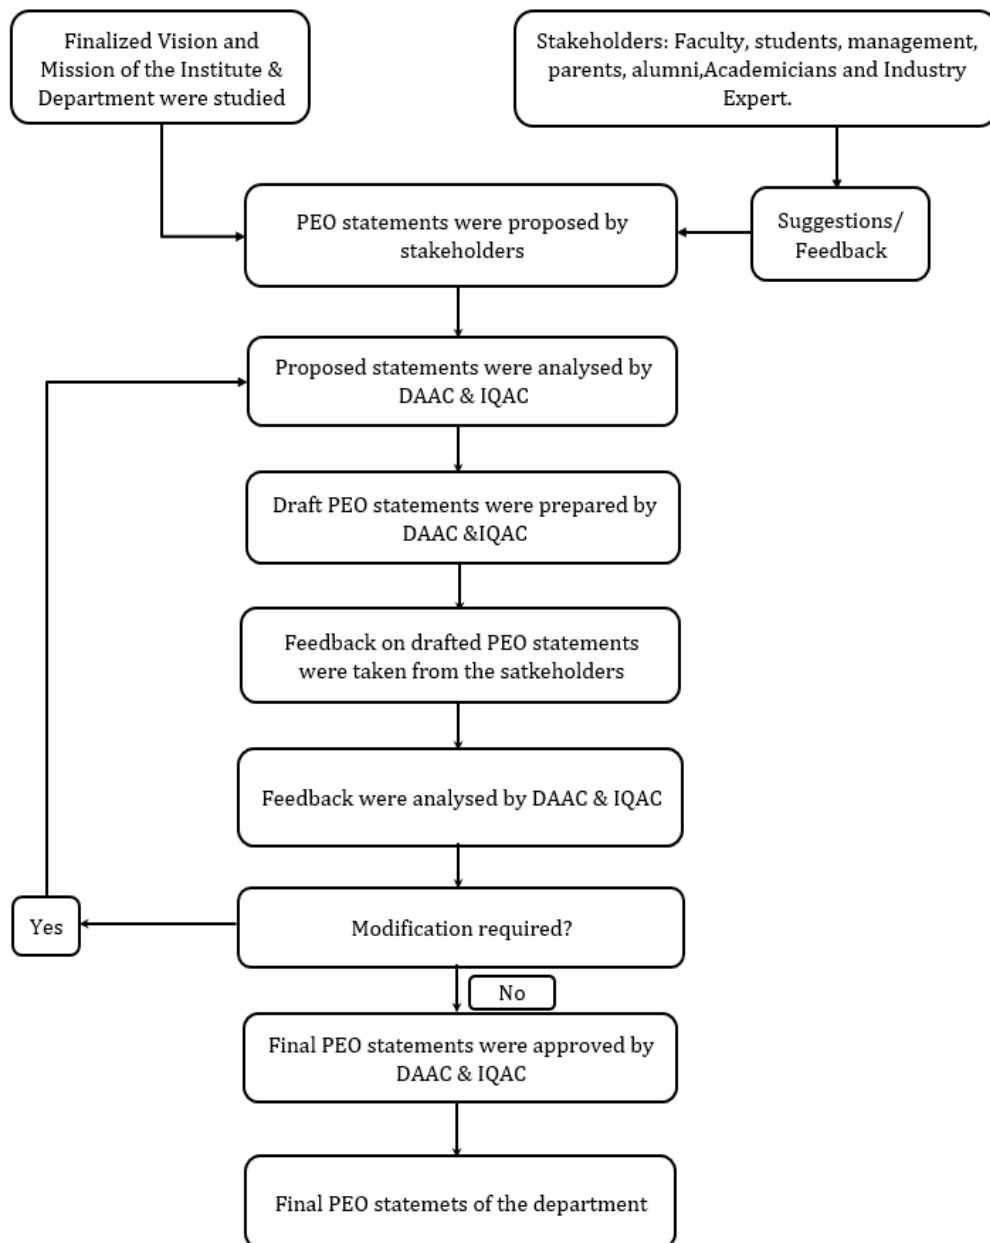 Finalized Vision and
Mission of the Institute &
Department were studied
Stakeholders: Faculty, students, management,
parents, alumni,Academicians and Industry
Expert.
PEO statements were proposed by
stakeholders
Suggestions/
Feedback
Proposed statements were analysed by
DAAC & IQAC
Draft PEO statements were prepared by
DAAC &IQAC
Feedback on drafted PEO statements
were taken from the satkeholders
Feedback were analysed by DAAC & IQAC
Yes
Modification required?
No
Final PEO statements were approved by
DAAC & IQAC
Final PEO statemets of the department